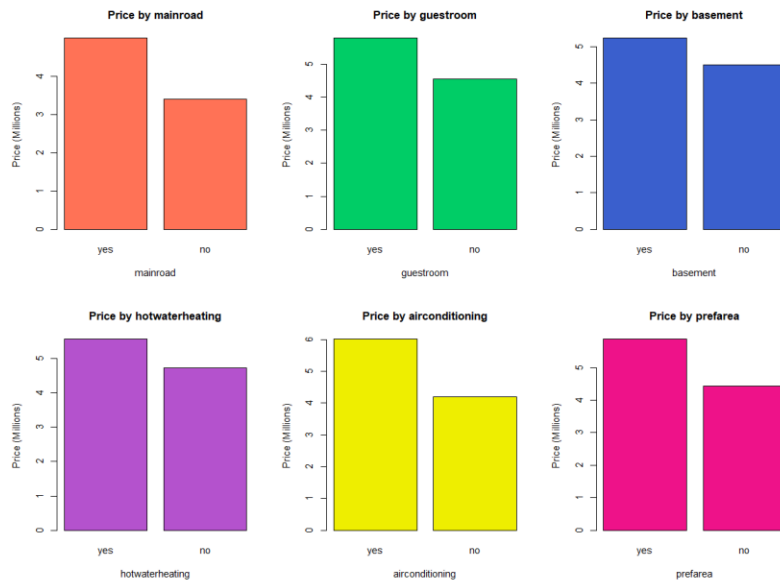 Price by mainroad
Price (Millions)
4
3
2
1
0
yes no
mainroad
Price by guestroom
Price (Millions)
5
4
3
2
1
0
yes no
guestroom
Price by basement
Price (Millions)
5
4
3
2
1
0
yes no
basement
Price by hotwaterheating
Price (Millions)
5
4
3
2
1
0
yes no
hotwaterheating
Price by airconditioning
Price (Millions)
6
5
4
3
2
1
0
yes no
airconditioning
Price by prefarea
Price (Millions)
5
4
3
2
1
0
yes no
prefarea